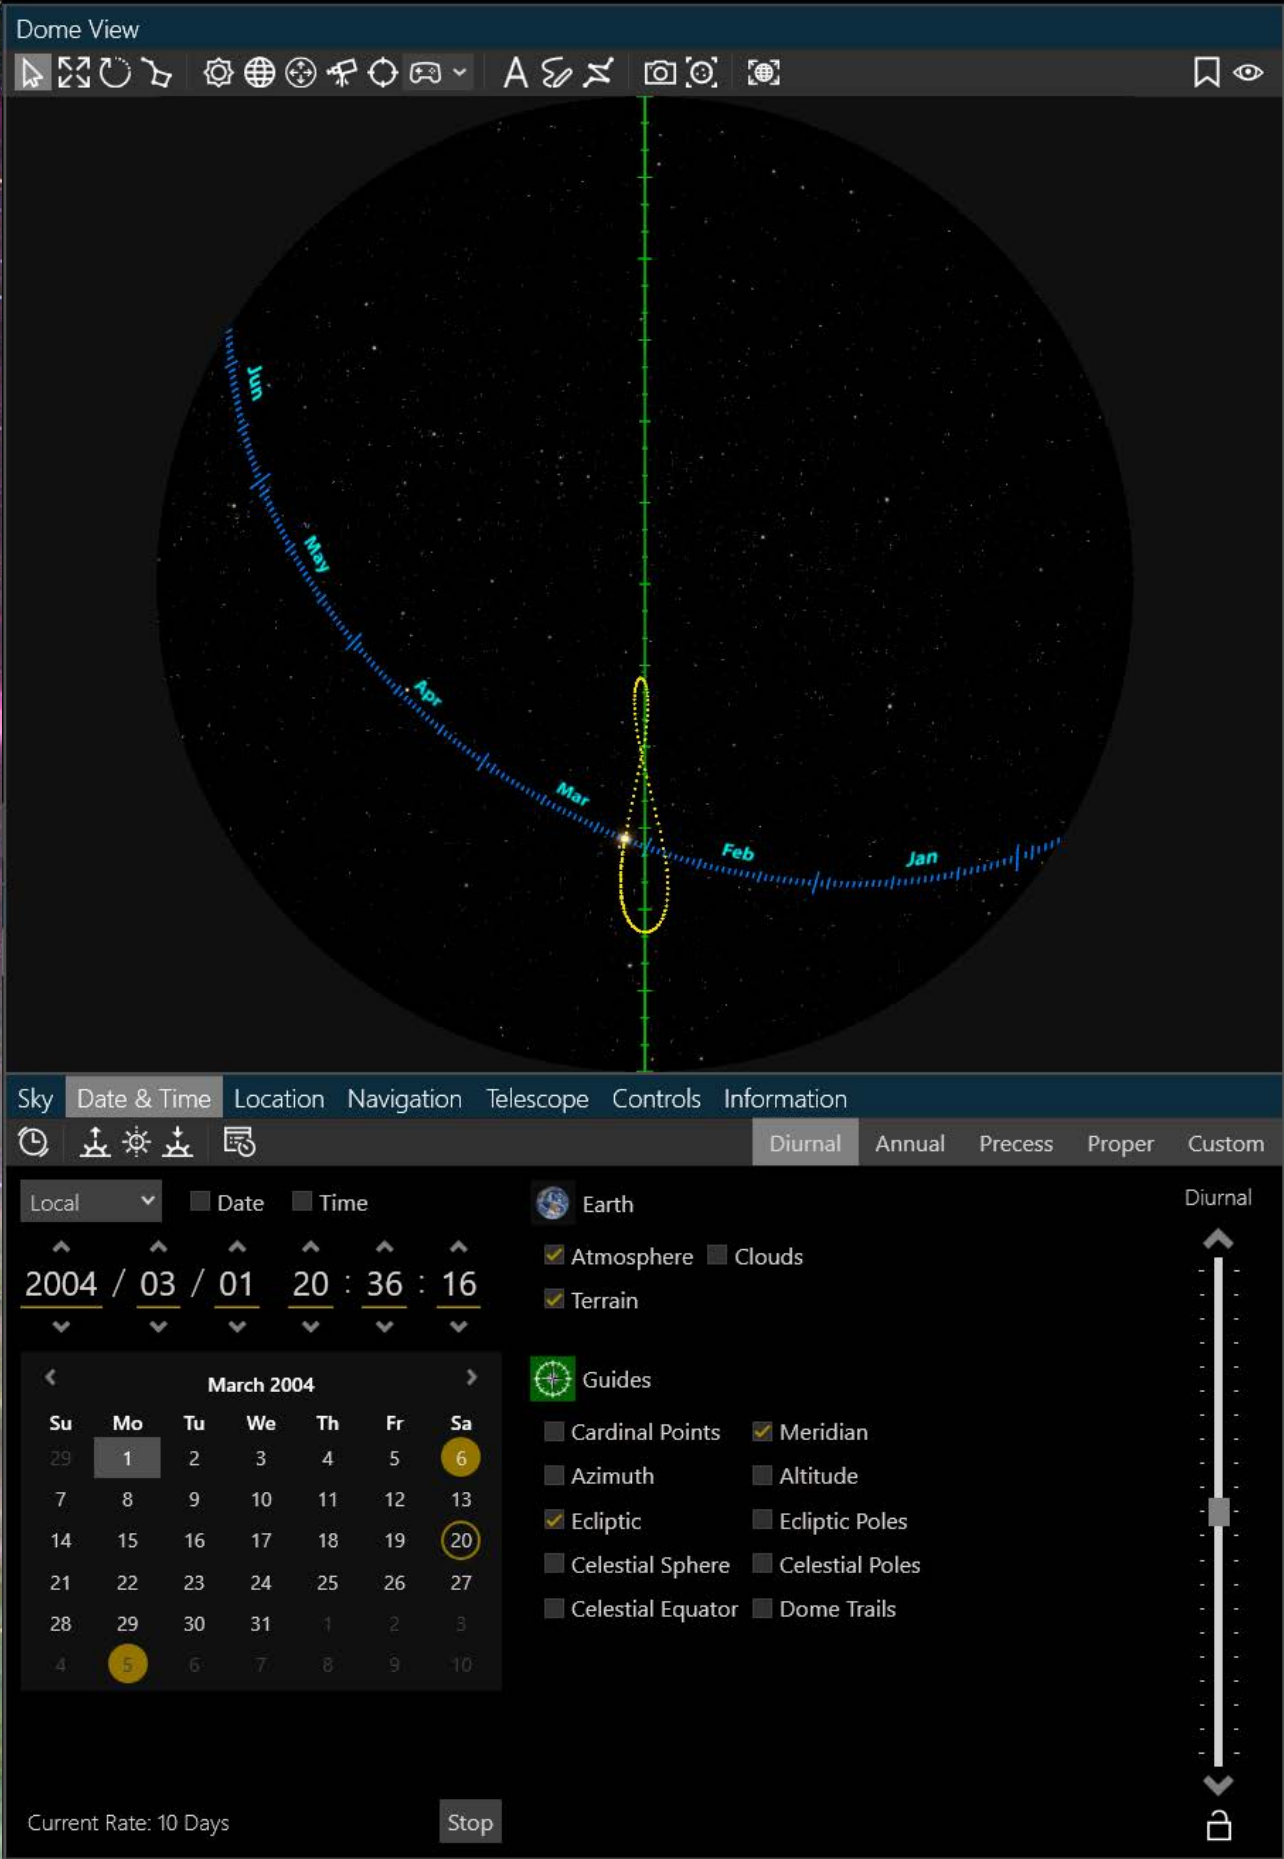 Dome View
Jun
May
Apr
Mar
Feb
Jan
Sky Date & Time Location Navigation Telescope Controls Information
Diurnal Annual Precess Proper Custom
Local Date Time
2004 / 03 / 01 20 : 36 : 16
March 2004
Su Mo Tu We Th Fr Sa
29 1 2 3 4 5 6
7 8 9 10 11 12 13
14 15 16 17 18 19 20
21 22 23 24 25 26 27
28 29 30 31 1 2 3
4 5 6 7 8 9 10
Current Rate: 10 Days Stop
Earth
Atmosphere Clouds
Terrain
Guides
Cardinal Points Meridian
Azimuth Altitude
Ecliptic Ecliptic Poles
Celestial Sphere Celestial Poles
Celestial Equator Dome Trails
Diurnal